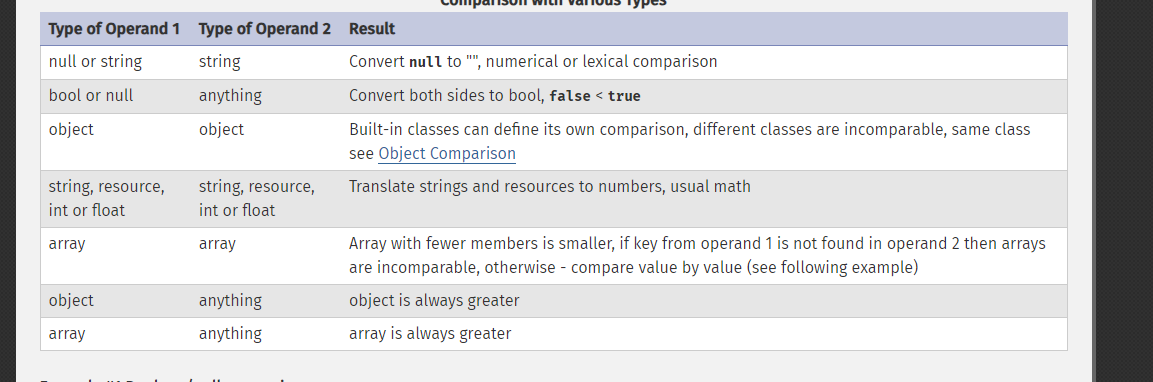 Comparison with Various Types
Type of Operand 1 Type of Operand 2 Result
null or string string Convert null to "", numerical or lexical comparison
bool or null anything Convert both sides to bool, false < true
object object Built-in classes can define its own comparison, different classes are incomparable, same class
see Object Comparison
string, resource, string, resource, Translate strings and resources to numbers, usual math
int or float int or float
array array Array with fewer members is smaller, if key from operand 1 is not found in operand 2 then arrays
are incomparable, otherwise - compare value by value (see following example)
object anything object is always greater
array anything array is always greater